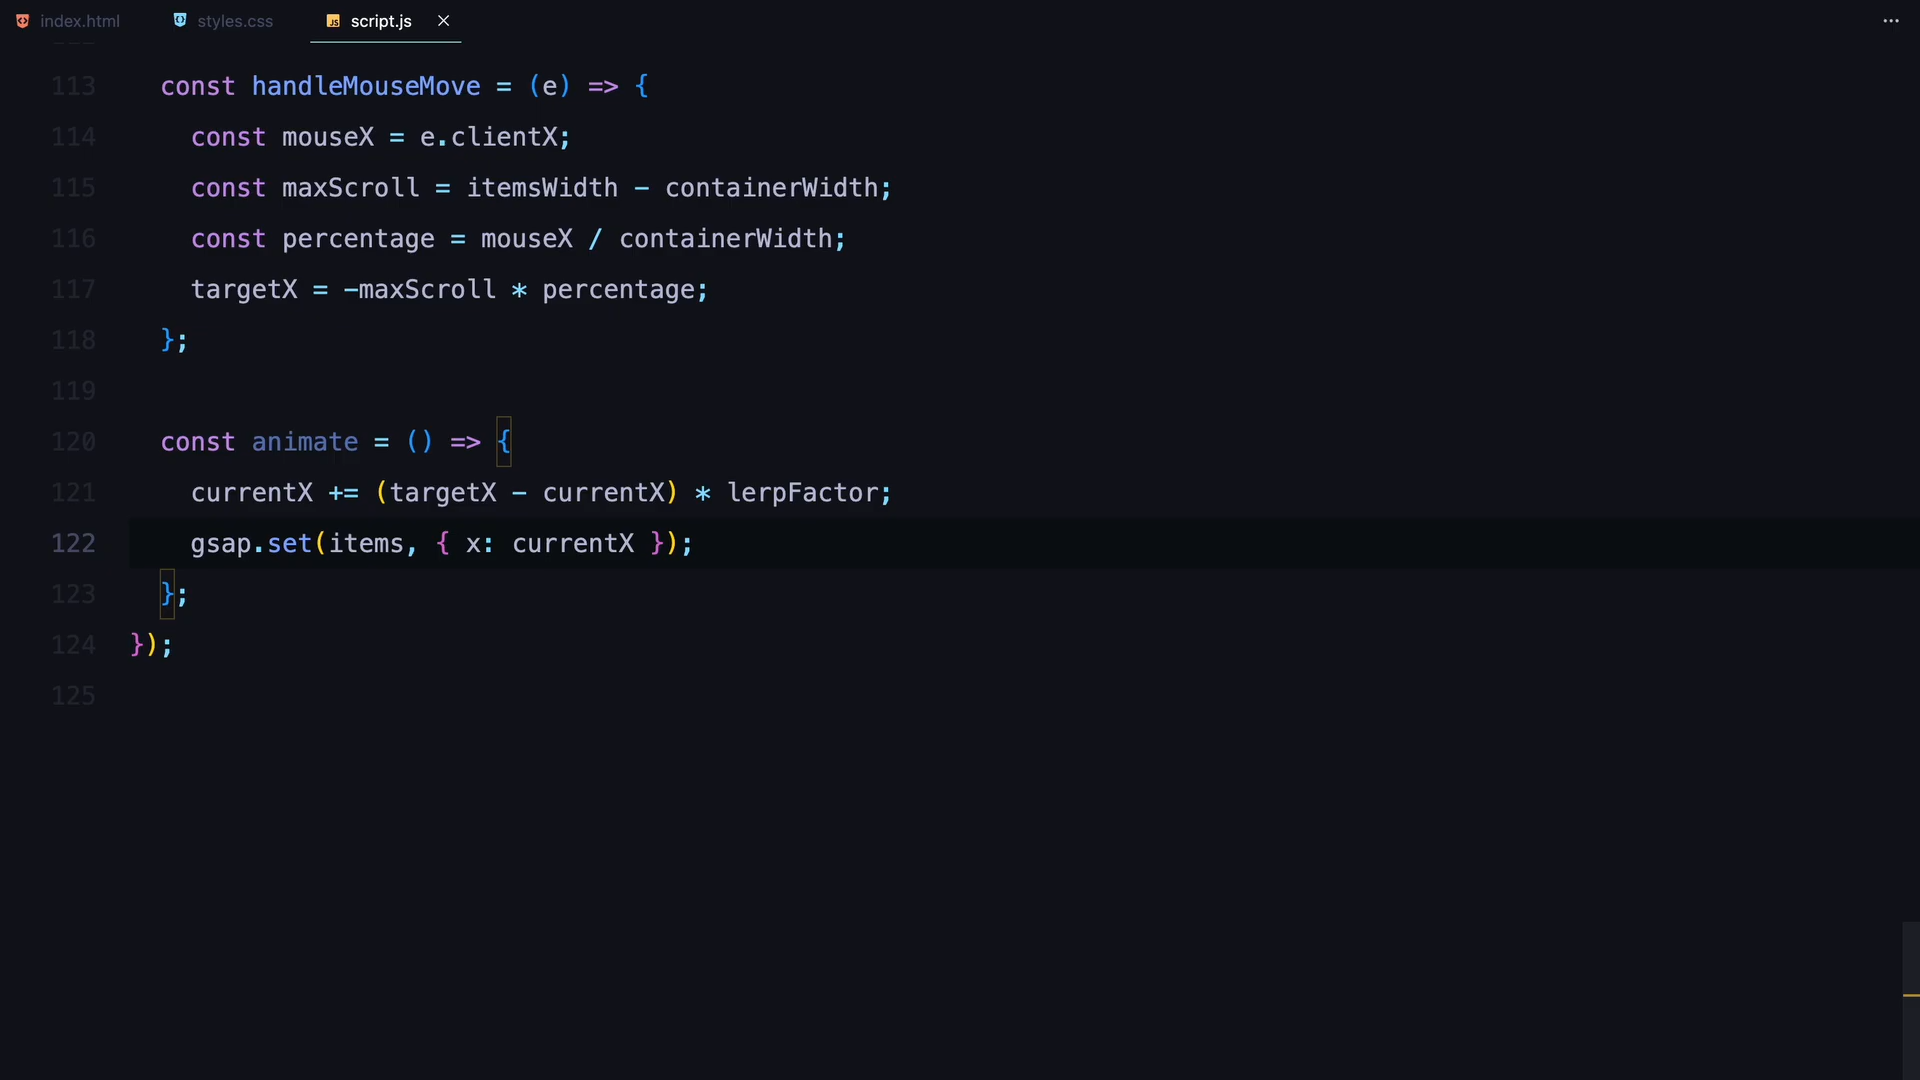 index.html styles.css script.js
113 const handleMouseMove = (e) => {
114 const mouseX = e.clientX;
115 const maxScroll = itemsWidth - containerWidth;
116 const percentage = mouseX / containerWidth;
117 targetX = -maxScroll * percentage;
118 };
119
120 const animate = () => {
121 currentX += (targetX - currentX) * lerpFactor;
122 gsap.set(items, { x: currentX });
123 };
124 });
125